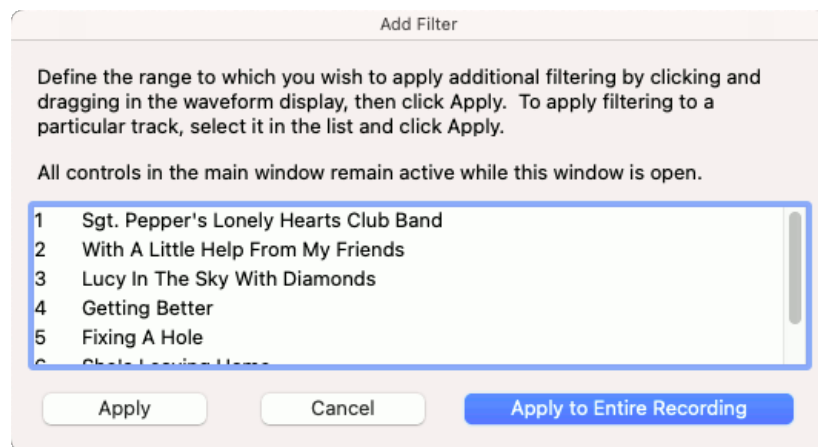 Add Filter
Define the range to which you wish to apply additional filtering by clicking and
dragging in the waveform display, then click Apply.  To apply filtering to a
particular track, select it in the list and click Apply.
All controls in the main window remain active while this window is open.
1 Sgt. Pepper's Lonely Hearts Club Band
2 With A Little Help From My Friends
3 Lucy In The Sky With Diamonds
4 Getting Better
5 Fixing A Hole
6 She's Leaving Home
Apply Cancel Apply to Entire Recording